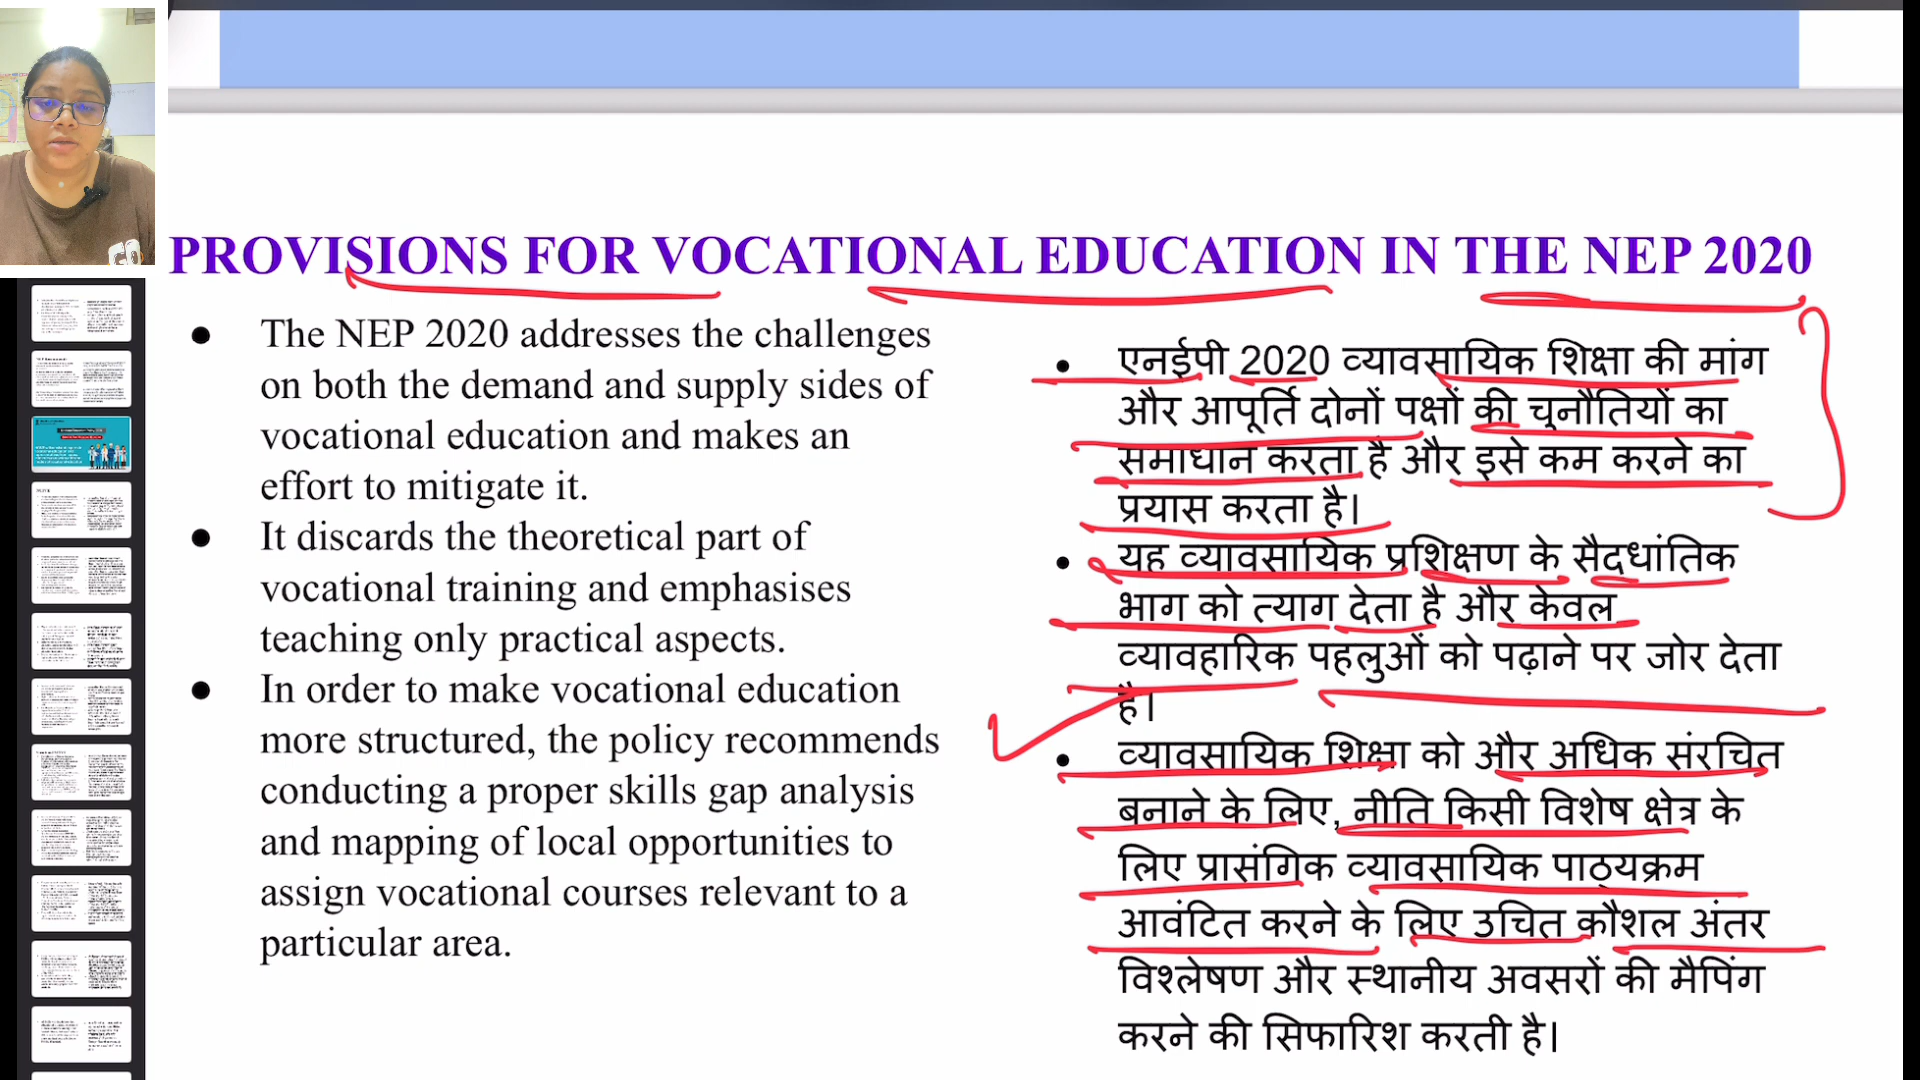 PROVISIONS FOR VOCATIONAL EDUCATION IN THE NEP 2020
● The NEP 2020 addresses the challenges
on both the demand and supply sides of
vocational education and makes an
effort to mitigate it.
● It discards the theoretical part of
vocational training and emphasises
teaching only practical aspects.
● In order to make vocational education
more structured, the policy recommends
conducting a proper skills gap analysis
and mapping of local opportunities to
assign vocational courses relevant to a
particular area.
● एनईपी 2020 व्यावसायिक शिक्षा की मांग
और आपूर्ति दोनों पक्षों की चुनौतियों का
समाधान करता है और इसे कम करने का
प्रयास करता है।
● यह व्यावसायिक प्रशिक्षण के सैद्धांतिक
भाग को त्याग देता है और केवल
व्यावहारिक पहलुओं को पढ़ाने पर जोर देता
है।
● व्यावसायिक शिक्षा को और अधिक संरचित
बनाने के लिए, नीति किसी विशेष क्षेत्र के
लिए प्रासंगिक व्यावसायिक पाठ्यक्रम
आवंटित करने के लिए उचित कौशल अंतर
विश्लेषण और स्थानीय अवसरों की मैपिंग
करने की सिफारिश करती है।